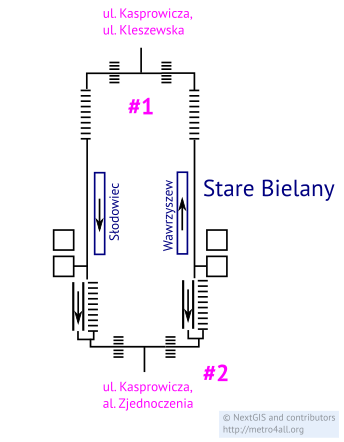 ul. Kasprowicza,
ul. Kleszewska
#1
Słodowiec
Wawrzyszew
Stare Bielany
#2
ul. Kasprowicza,
al. Zjednoczenia
© NextGIS and contributors
http://metro4all.org